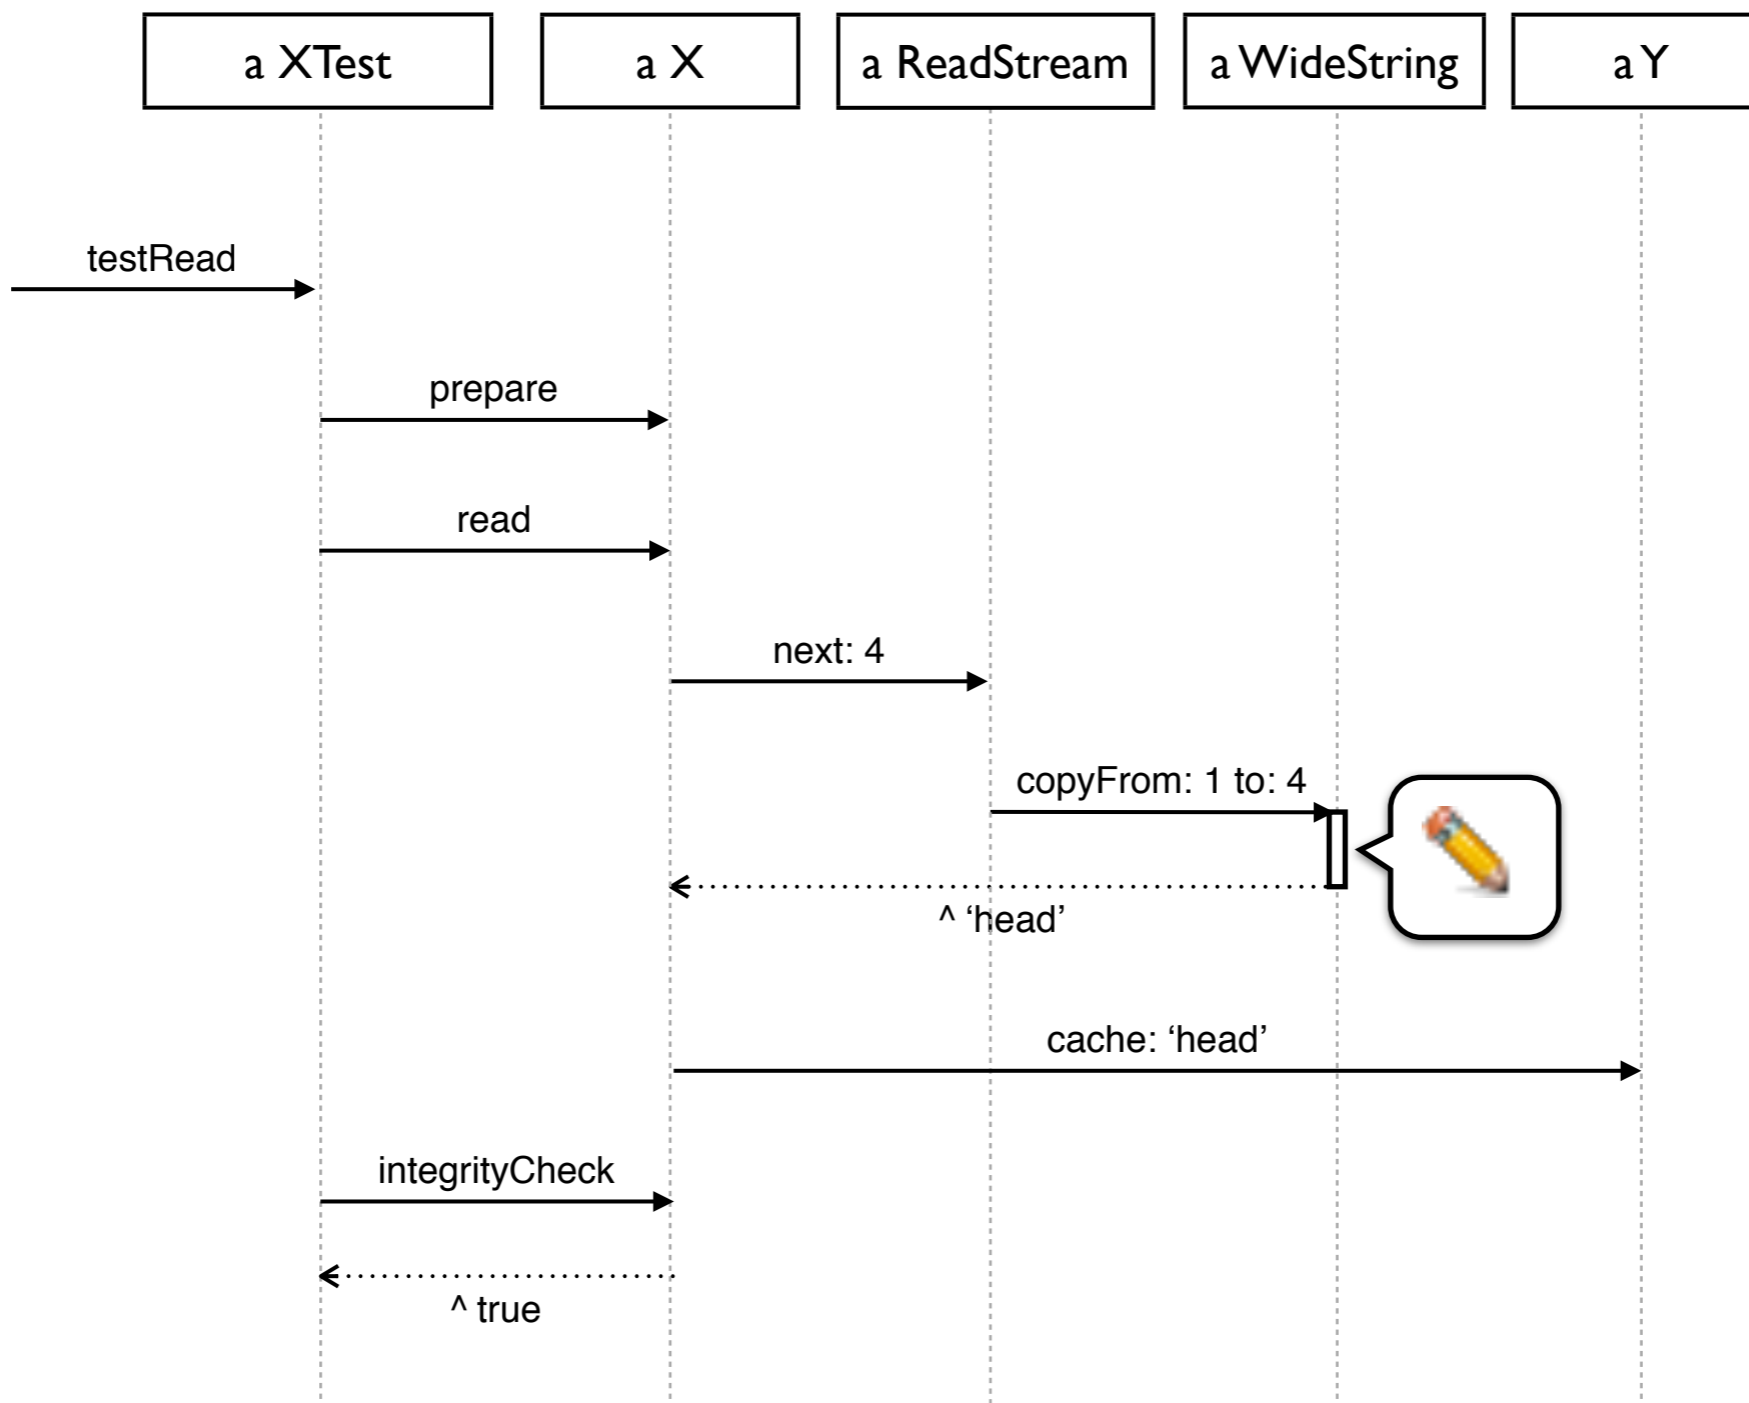 a XTest
a X
a ReadStream
a WideString
a Y
testRead
prepare
read
next: 4
copyFrom: 1 to: 4
^ ‘head’
cache: ‘head’
integrityCheck
^ true